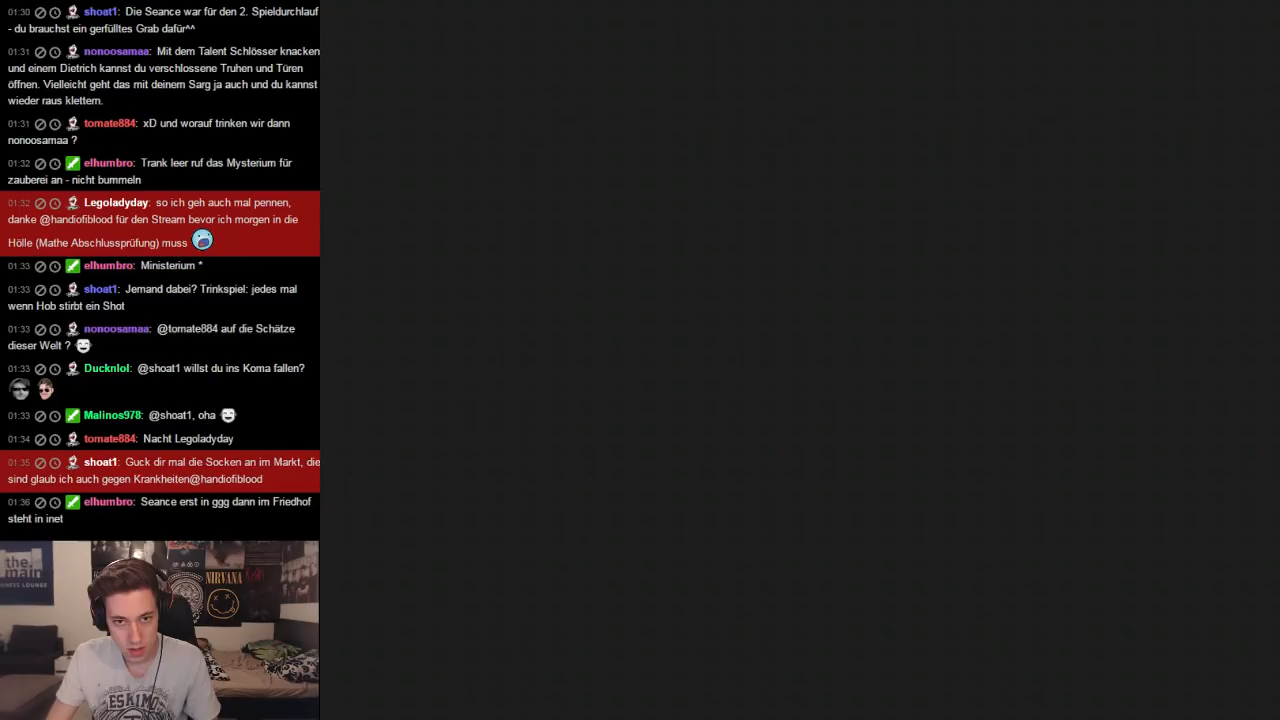 01:30 shoat1: Die Seance war für den 2. Spieldurchlauf
- du brauchst ein gerfülltes Grab dafür^^
01:31 nonoosamaa: Mit dem Talent Schlösser knacken
und einem Dietrich kannst du verschlossene Truhen und Türen
öffnen. Vielleicht geht das mit deinem Sarg ja auch und du kannst
wieder raus klettern.
01:31 tomate884: xD und worauf trinken wir dann
nonoosamaa ?
01:32 elhumbro: Trank leer ruf das Mysterium für
zauberei an - nicht bummeln
01:32 Legoladyday: so ich geh auch mal pennen,
danke @handiofiblood für den Stream bevor ich morgen in die
Hölle (Mathe Abschlussprüfung) muss
01:33 elhumbro: Ministerium *
01:33 shoat1: Jemand dabei? Trinkspiel: jedes mal
wenn Hob stirbt ein Shot
01:33 nonoosamaa: @tomate884 auf die Schätze
dieser Welt ?
01:33 Ducknlol: @shoat1 willst du ins Koma fallen?
01:33 Malinos978: @shoat1, oha
01:34 tomate884: Nacht Legoladyday
01:35 shoat1: Guck dir mal die Socken an im Markt, die
sind glaub ich auch gegen Krankheiten@handiofiblood
01:36 elhumbro: Seance erst in ggg dann im Friedhof
steht in inet
the
main
NESS LOUNGE
NIRVANA
ESK1MO